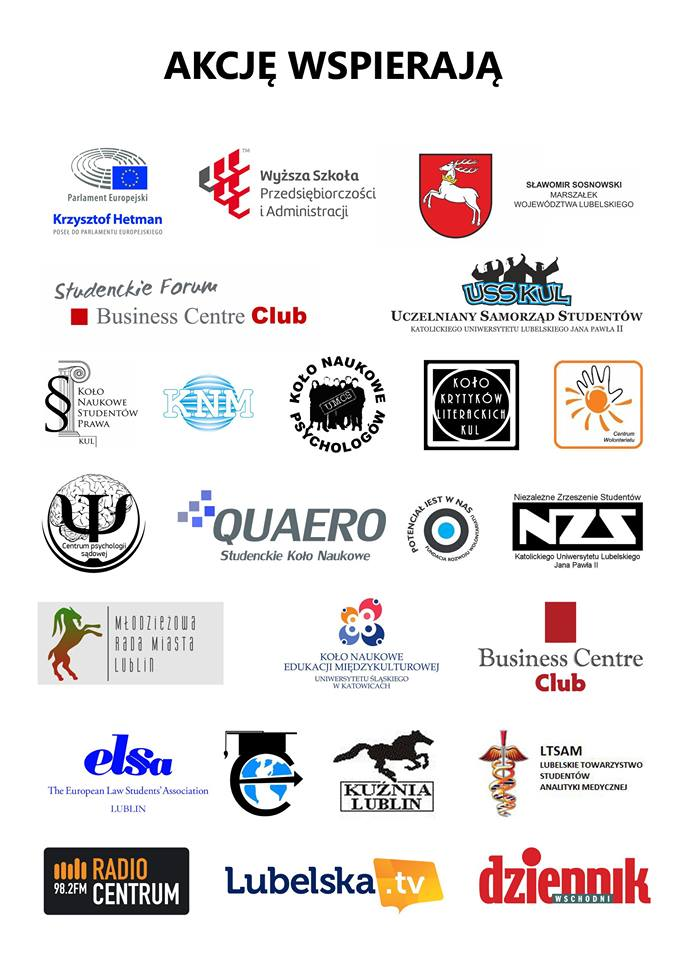 AKCJĘ WSPIERAJĄ
Parlament Europejski
Krzysztof Hetman
POSEŁ DO PARLAMENTU EUROPEJSKIEGO
TM
Wyższa Szkoła
Przedsiębiorczości
i Administracji
SŁAWOMIR SOSNOWSKI
MARSZAŁEK
WOJEWÓDZTWA LUBELSKIEGO
Studenckie Forum
Business Centre Club
USSKUL
UCZELNIANY SAMORZĄD STUDENTÓW
KATOLICKIEGO UNIWERSYTETU LUBELSKIEGO JANA PAWŁA II
§ KOŁO
NAUKOWE
STUDENTÓW
PRAWA
KUL
KNM
KOŁO NAUKOWE
UMCS
PSYCHOLOGÓW
KOŁO
KRYTYKÓW
LITERACKICH
KUL
Centrum
Wolontariatu
Ψ
Centrum psychologii
sądowej
QUAERO
Studenckie Koło Naukowe
POTENCJAŁ JEST W NAS
FUNDACJA ROZWOJU WOLONTARIATU
Niezależne Zrzeszenie Studentów
NZS
Katolickiego Uniwersytetu Lubelskiego
Jana Pawła II
MŁODZIEŻOWA
RADA MIASTA
LUBLIN
KOŁO NAUKOWE
EDUKACJI MIĘDZYKULTUROWEJ
UNIWERSYTETU ŚLĄSKIEGO
W KATOWICACH
Business Centre
Club
elsa
The European Law Students' Association
LUBLIN
KUŹNIA
LUBLIN
LTSAM
LUBELSKIE TOWARZYSTWO
STUDENTÓW
ANALITYKI MEDYCZNEJ
RADIO
98.2FM CENTRUM
Lubelska.tv
dziennik
WSCHODNI